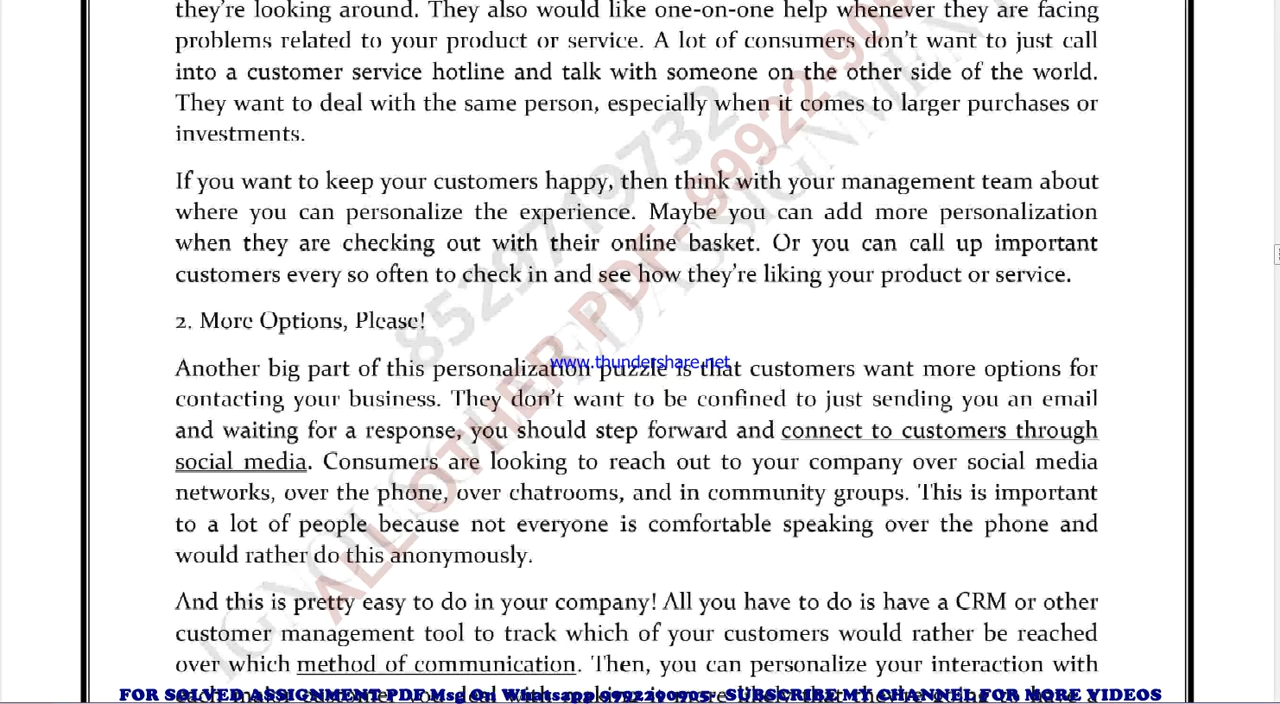 they're looking around. They also would like one-on-one help whenever they are facing
problems related to your product or service. A lot of consumers don't want to just call
into a customer service hotline and talk with someone on the other side of the world.
They want to deal with the same person, especially when it comes to larger purchases or
investments.
If you want to keep your customers happy, then think with your management team about
where you can personalize the experience. Maybe you can add more personalization
when they are checking out with their online basket. Or you can call up important
customers every so often to check in and see how they're liking your product or service.
2. More Options, Please!
www.thundershare.net
Another big part of this personalization puzzle is that customers want more options for
contacting your business. They don't want to be confined to just sending you an email
and waiting for a response, you should step forward and connect to customers through
social media. Consumers are looking to reach out to your company over social media
networks, over the phone, over chatrooms, and in community groups. This is important
to a lot of people because not everyone is comfortable speaking over the phone and
would rather do this anonymously.
And this is pretty easy to do in your company! All you have to do is have a CRM or other
customer management tool to track which of your customers would rather be reached
over which method of communication. Then, you can personalize your interaction with
FOR SOLVED ASSIGNMENT PDF Msg On Whatsapp 9992290905- SUBSCRIBE MY CHANNEL FOR MORE VIDEOS
8529719732
ALL OTHER PDF- 99922-90